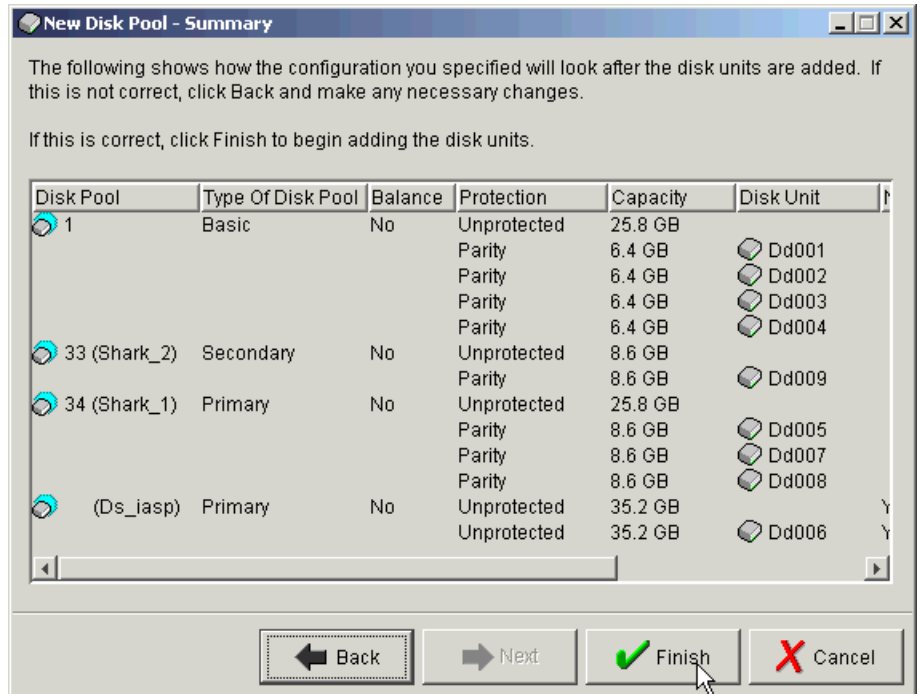 New Disk Pool - Summary
The following shows how the configuration you specified will look after the disk units are added. If
this is not correct, click Back and make any necessary changes.
If this is correct, click Finish to begin adding the disk units.
Disk Pool Type Of Disk Pool Balance Protection Capacity Disk Unit
1 Basic No Unprotected 25.8 GB
Parity 6.4 GB Dd001
Parity 6.4 GB Dd002
Parity 6.4 GB Dd003
Parity 6.4 GB Dd004
33 (Shark_2) Secondary No Unprotected 8.6 GB
Parity 8.6 GB Dd009
34 (Shark_1) Primary No Unprotected 25.8 GB
Parity 8.6 GB Dd005
Parity 8.6 GB Dd007
Parity 8.6 GB Dd008
(Ds_iasp) Primary No Unprotected 35.2 GB
Unprotected 35.2 GB Dd006
Back Next Finish Cancel